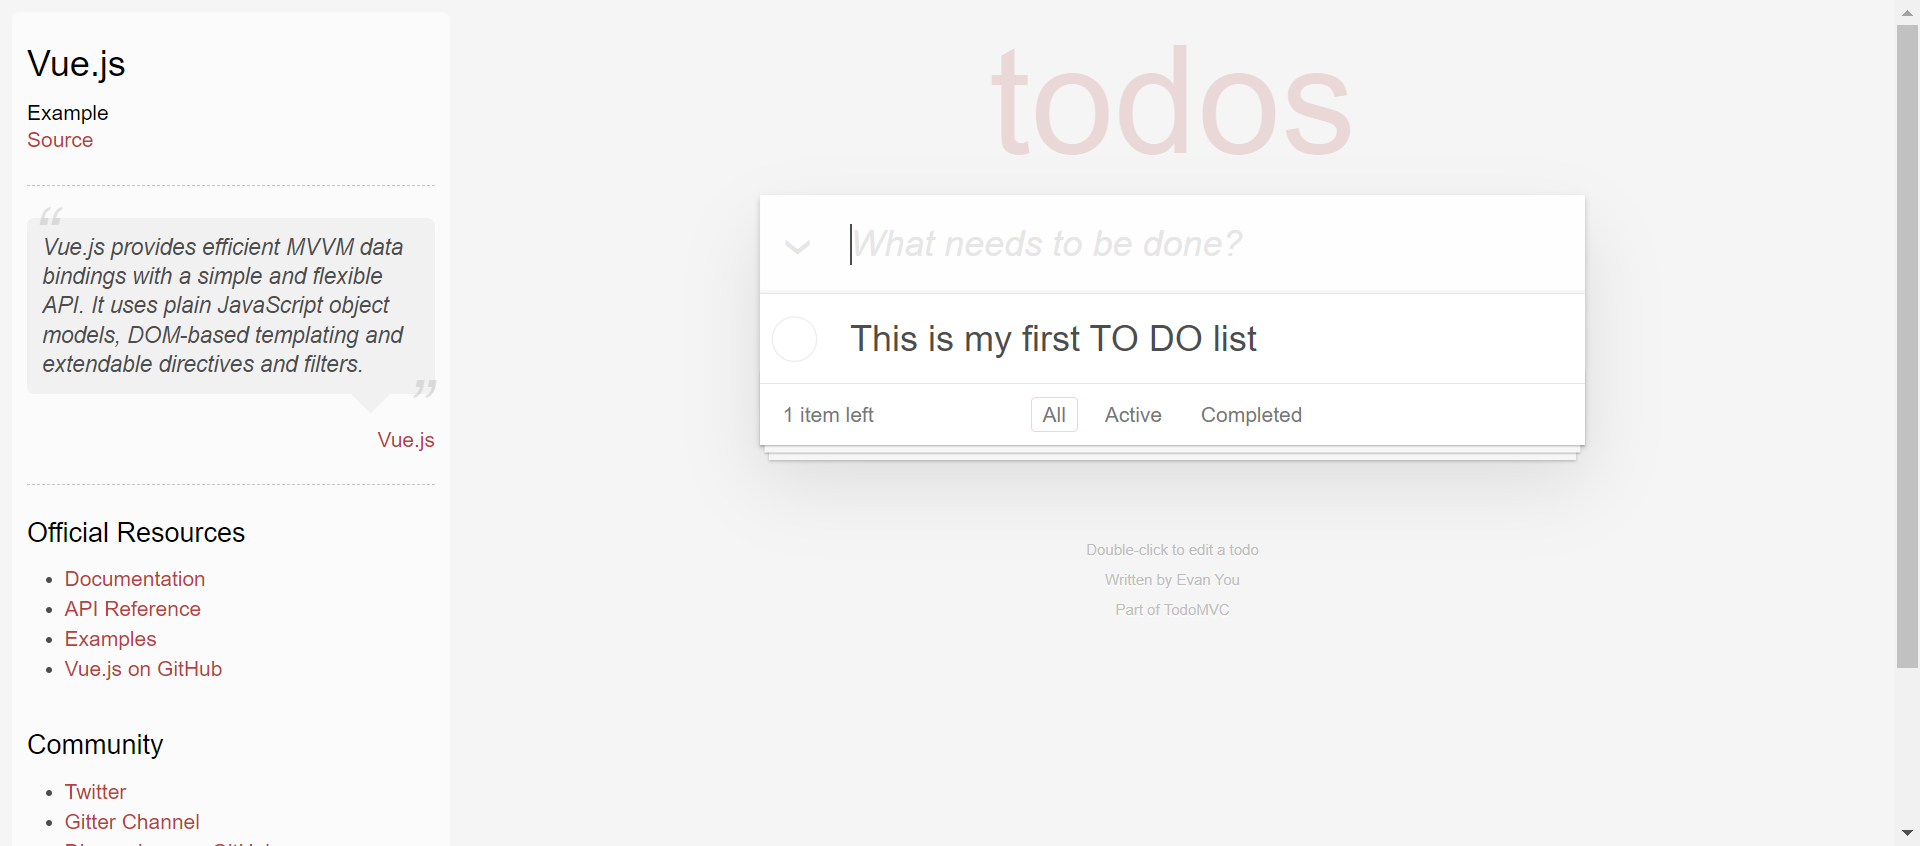 Vue.js
Example
Source
“
Vue.js provides efficient MVVM data
bindings with a simple and flexible
API. It uses plain JavaScript object
models, DOM-based templating and
extendable directives and filters.
”
Vue.js
Official Resources
Documentation
API Reference
Examples
Vue.js on GitHub
Community
Twitter
Gitter Channel
todos
What needs to be done?
This is my first TO DO list
1 item left
All
Active
Completed
Double-click to edit a todo
Written by Evan You
Part of TodoMVC